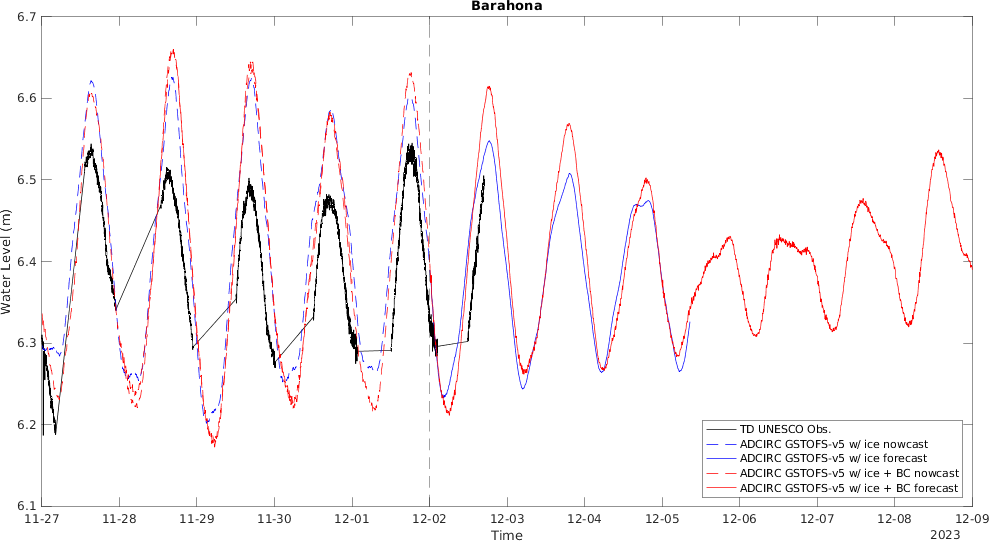 Barahona
6.7
6.6
6.5
6.4
6.3
6.2
6.1
Water Level (m)
11-27 11-28 11-29 11-30 12-01 12-02 12-03 12-04 12-05 12-06 12-07 12-08 12-09
Time
2023
TD UNESCO Obs.
ADCIRC GSTOFS-v5 w/ ice nowcast
ADCIRC GSTOFS-v5 w/ ice forecast
ADCIRC GSTOFS-v5 w/ ice + BC nowcast
ADCIRC GSTOFS-v5 w/ ice + BC forecast